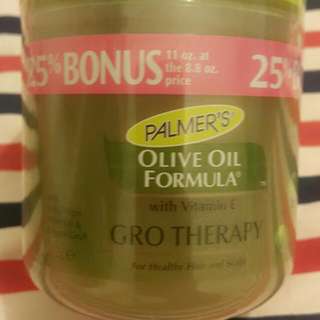 25% BONUS 11 oz. at
the 8.8 oz.
price
25%
PALMER'S®
OLIVE OIL
FORMULA®
with Vitamin E
GRO THERAPY
For Healthy Hair and Scalp